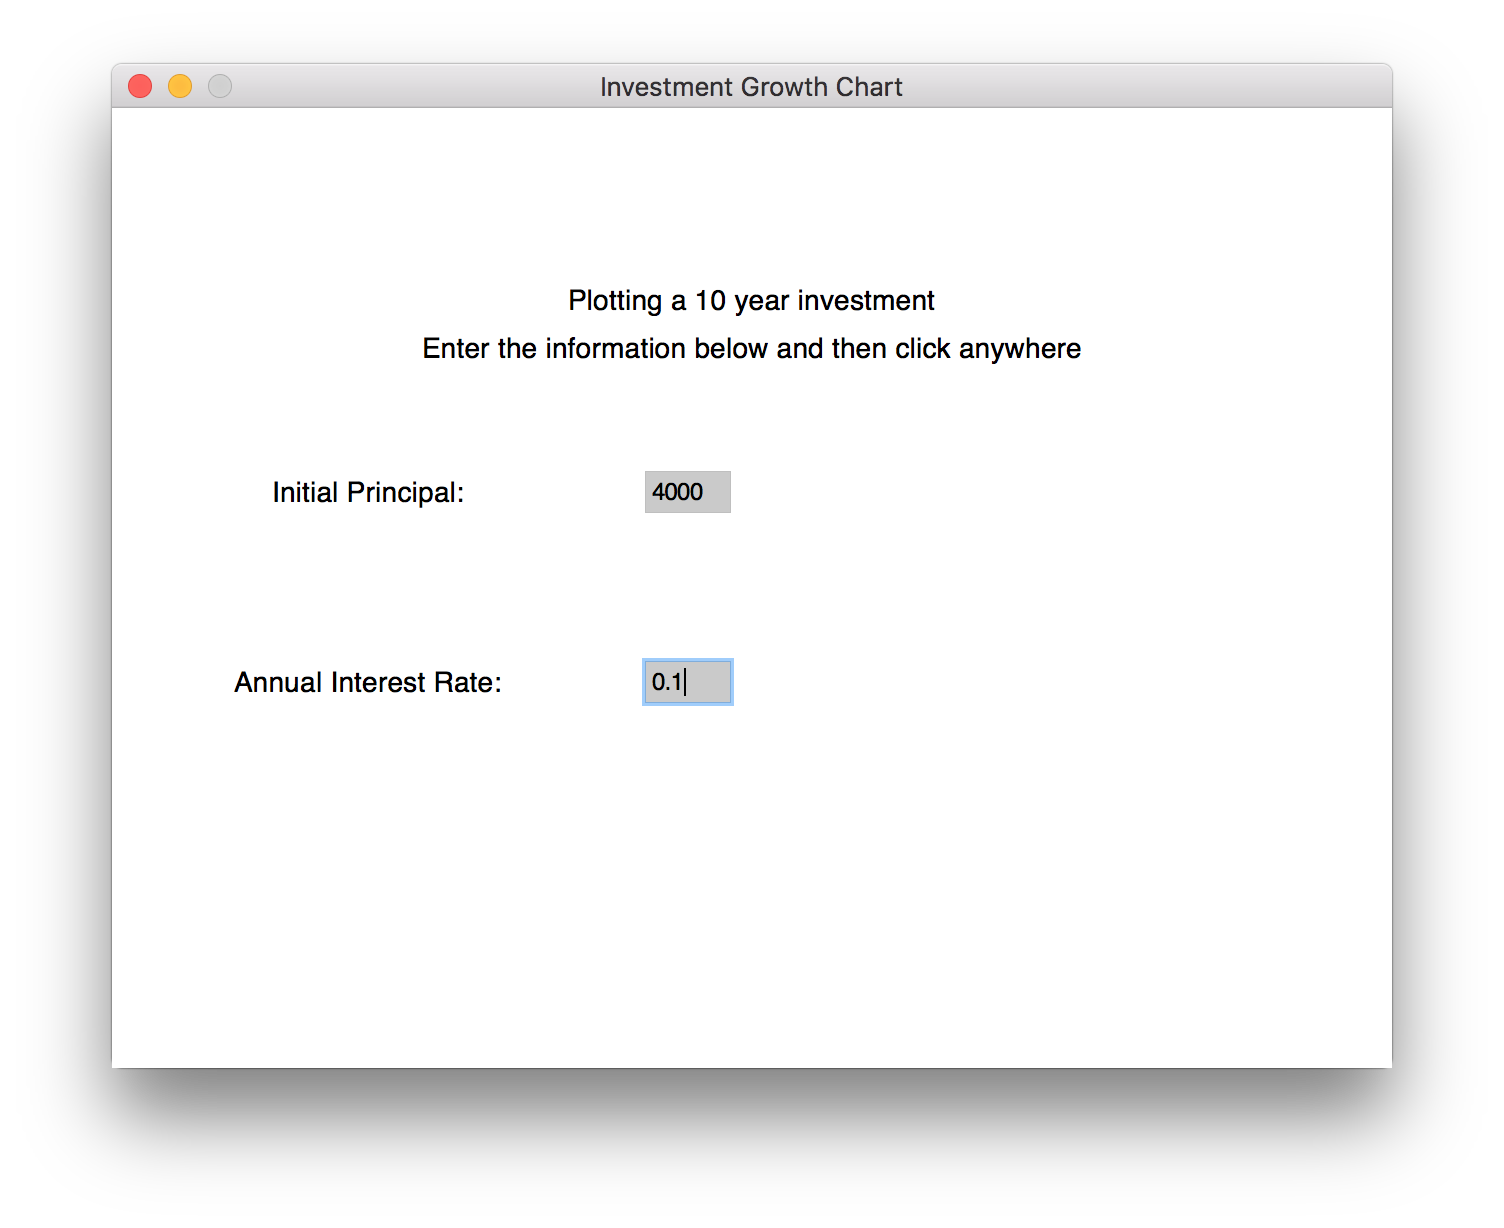 Investment Growth Chart
Plotting a 10 year investment
Enter the information below and then click anywhere
Initial Principal: 4000
Annual Interest Rate: 0.1